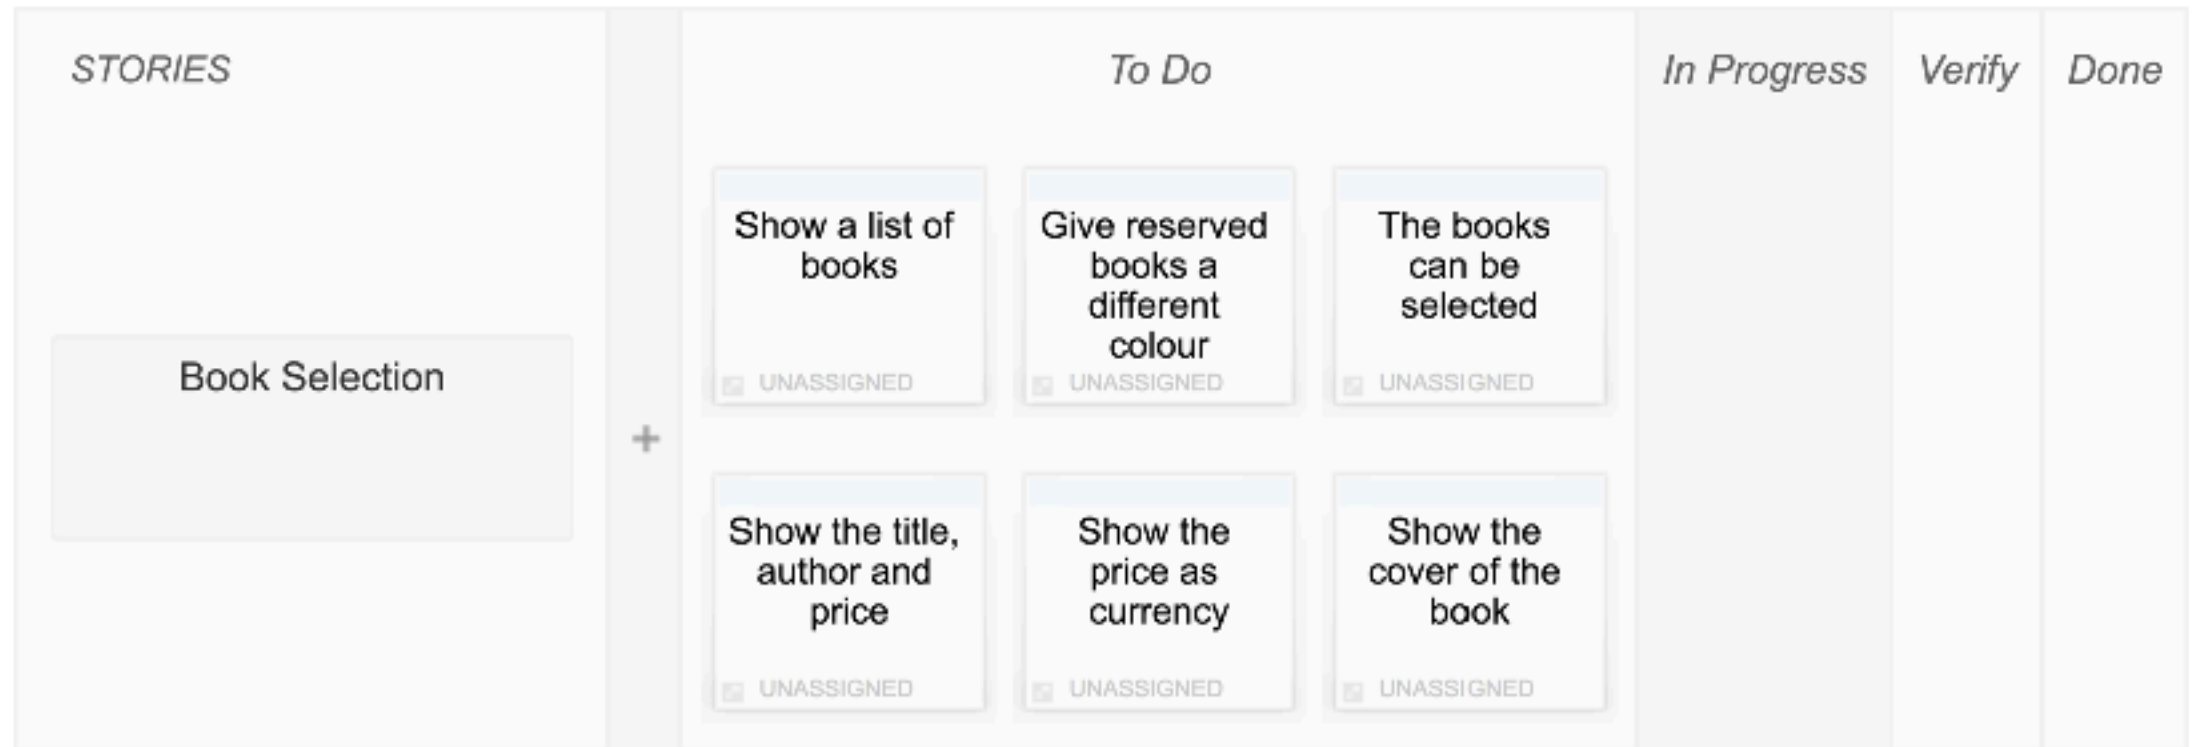 STORIES
To Do
In Progress
Verify
Done
Book Selection
+
Show a list of
books
UNASSIGNED
Give reserved
books a
different
colour
UNASSIGNED
The books
can be
selected
UNASSIGNED
Show the title,
author and
price
UNASSIGNED
Show the
price as
currency
UNASSIGNED
Show the
cover of the
book
UNASSIGNED